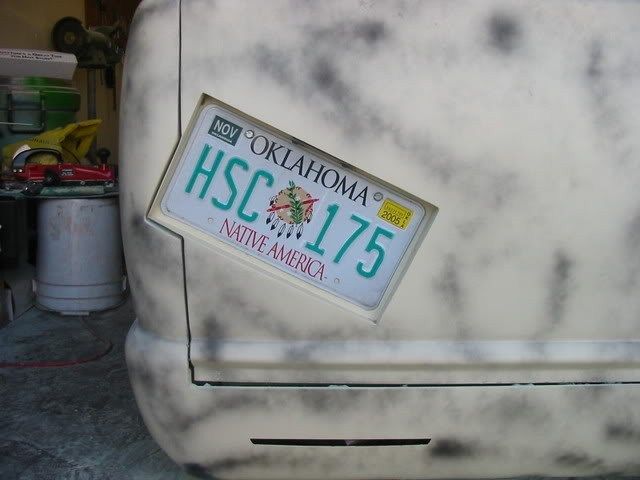 NOV
OKLAHOMA
HSC 175
2005
NATIVE AMERICA